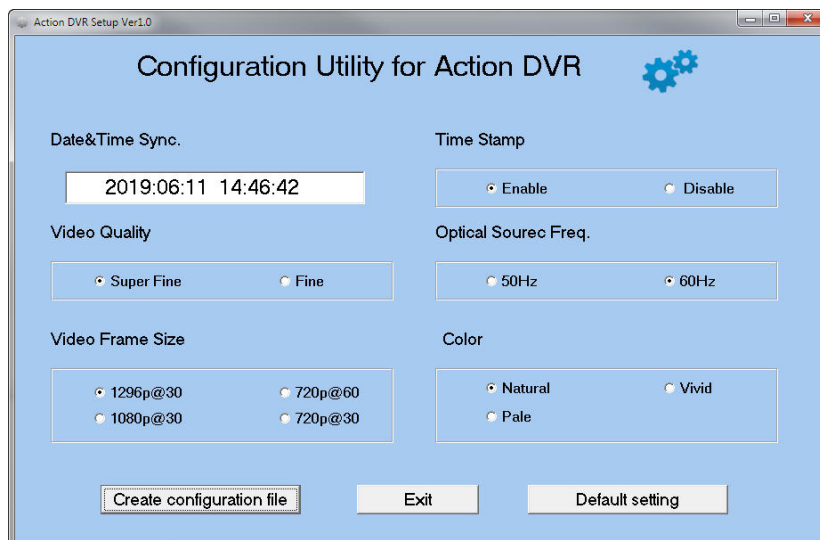 Action DVR Setup Ver1.0
Configuration Utility for Action DVR
Date&Time Sync.
2019:06:11 14:46:42
Time Stamp
Enable Disable
Video Quality
Super Fine Fine
Optical Sourec Freq.
50Hz 60Hz
Video Frame Size
1296p@30 720p@60
1080p@30 720p@30
Color
Natural Vivid
Pale
Create configuration file
Exit
Default setting